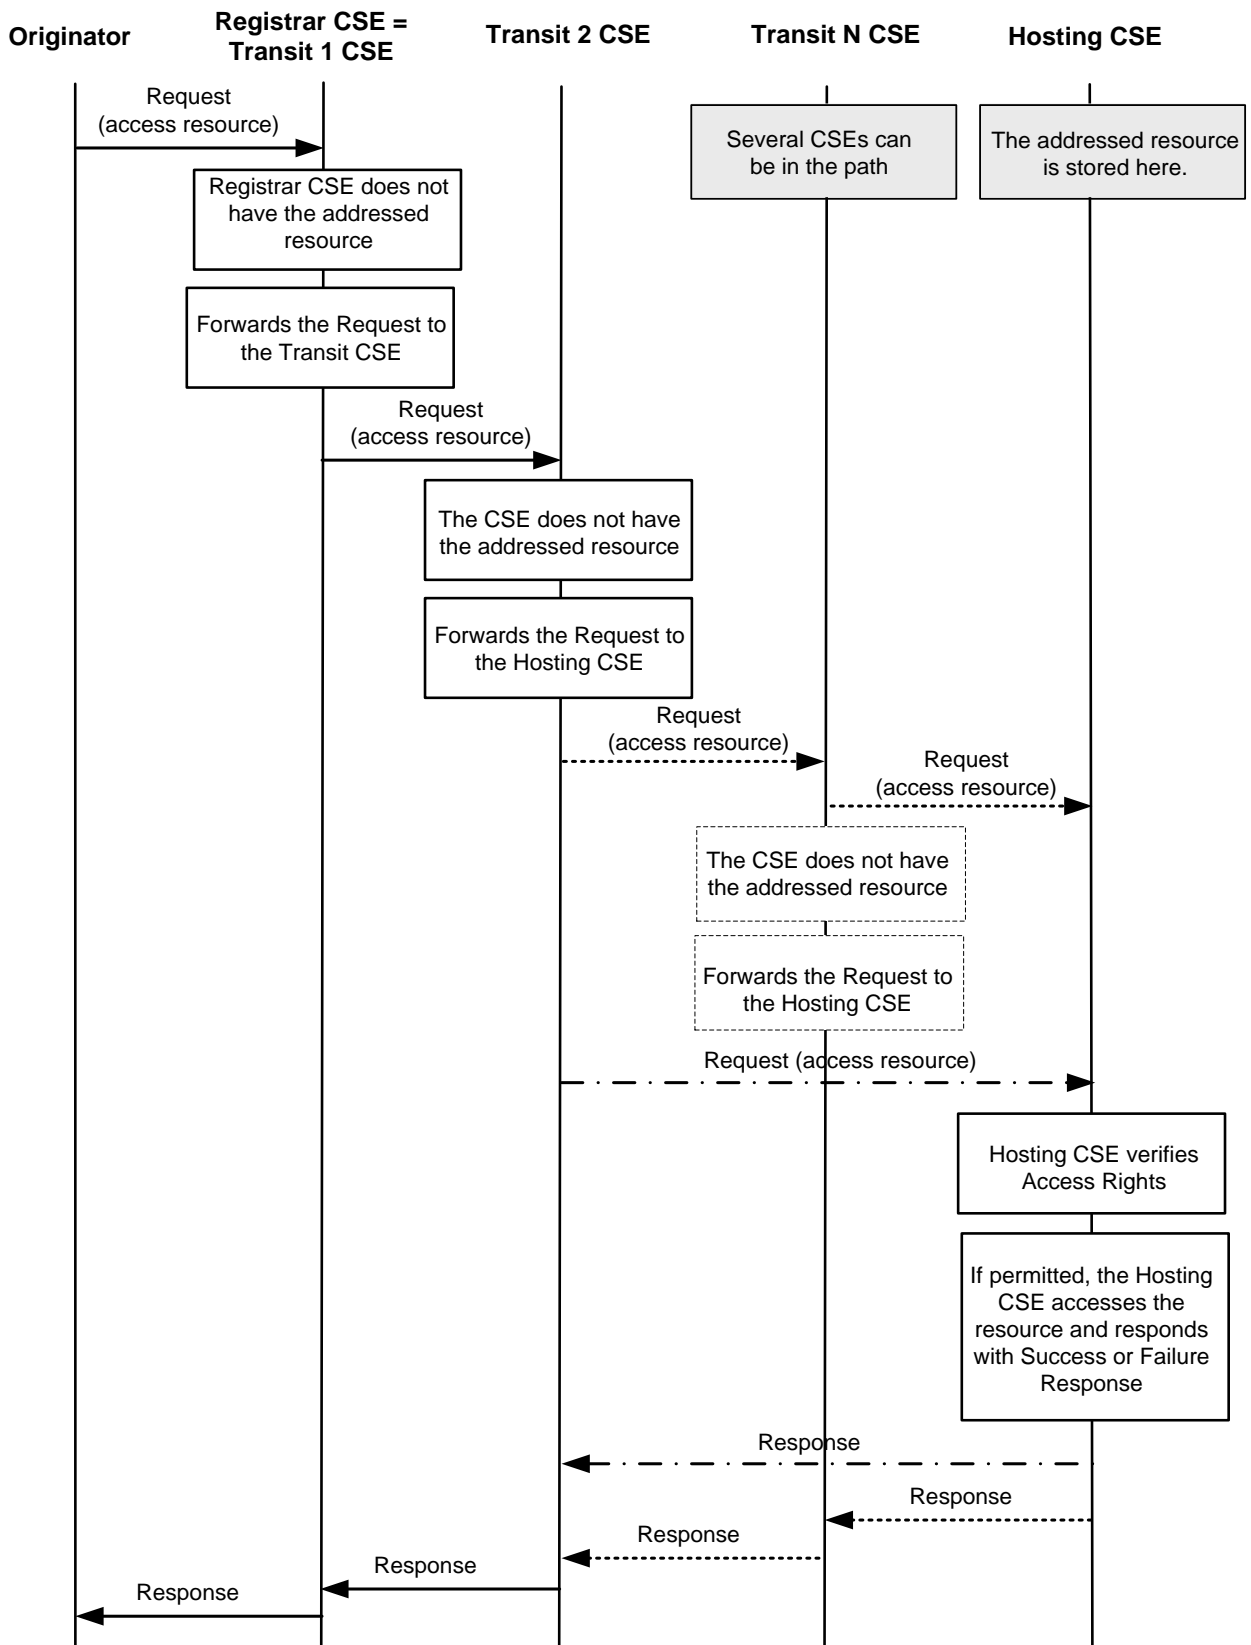 Originator
Registrar CSE =
Transit 1 CSE
Transit 2 CSE
Transit N CSE
Hosting CSE
Request
(access resource)
Several CSEs can
be in the path
The addressed resource
is stored here.
Registrar CSE does not
have the addressed
resource
Forwards the Request to
the Transit CSE
Request
(access resource)
The CSE does not have
the addressed resource
Forwards the Request to
the Hosting CSE
Request
(access resource)
Request
(access resource)
The CSE does not have
the addressed resource
Forwards the Request to
the Hosting CSE
Request (access resource)
Hosting CSE verifies
Access Rights
If permitted, the Hosting
CSE accesses the
resource and responds
with Success or Failure
Response
Response
Response
Response
Response
Response